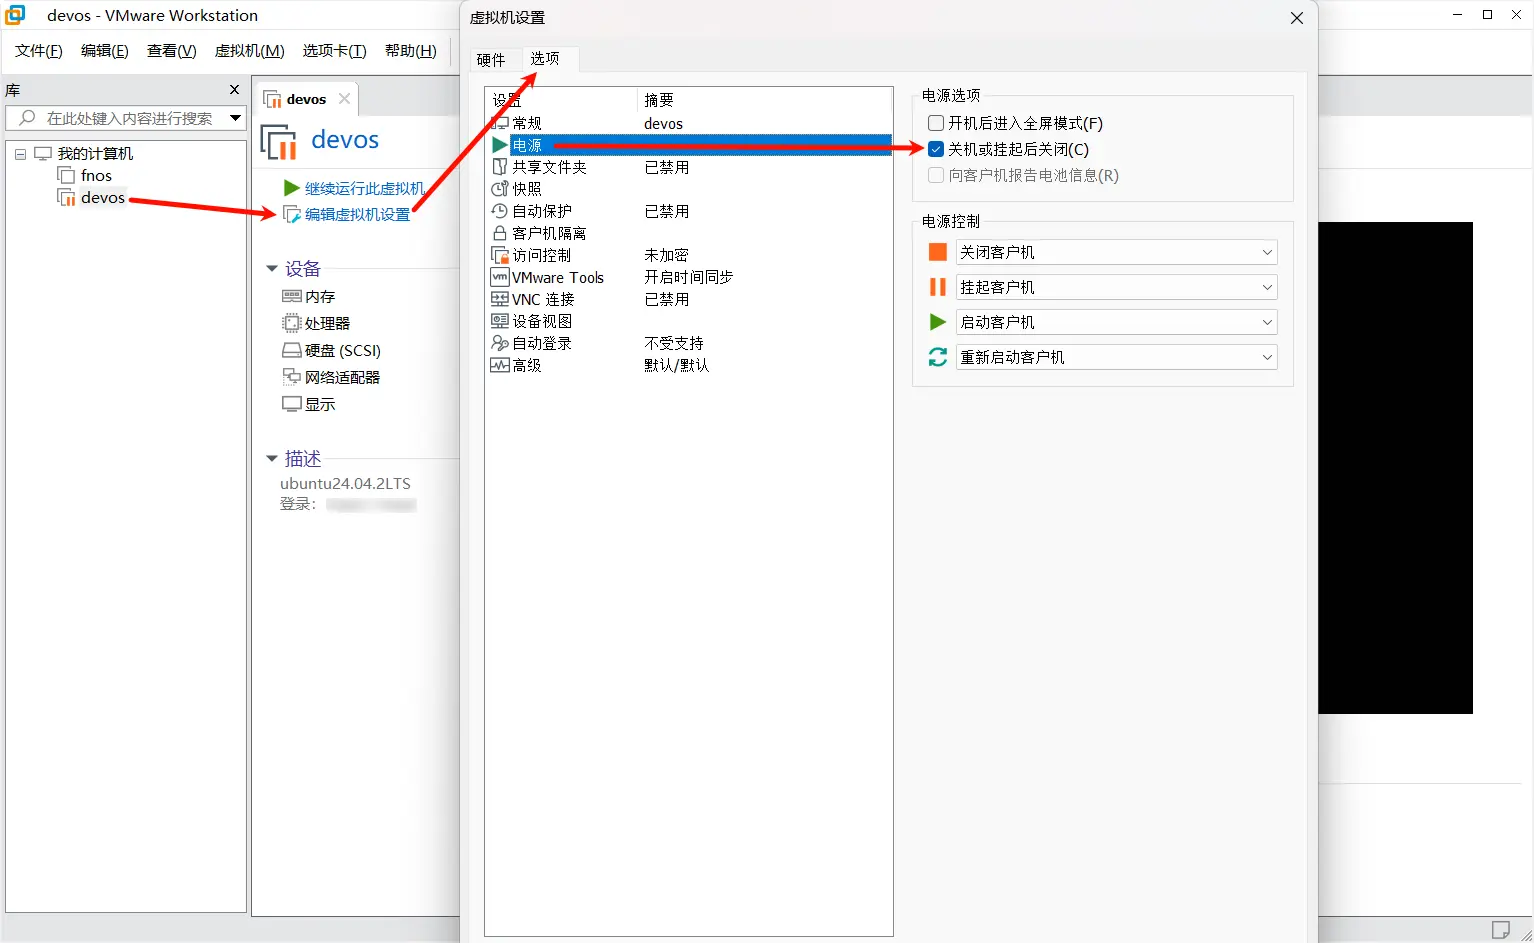 devos - VMware Workstation
文件(F) 编辑(E) 查看(V) 虚拟机(M) 选项卡(T) 帮助(H)
库
在此处键入内容进行搜索
我的计算机
fnos
devos
devos
devos
继续运行此虚拟机
编辑虚拟机设置
设备
内存
处理器
硬盘 (SCSI)
网络适配器
显示
描述
ubuntu24.04.2LTS
登录：
虚拟机设置
硬件 选项
设置 摘要
常规 devos
电源
共享文件夹 已禁用
快照
自动保护 已禁用
客户机隔离
访问控制 未加密
VMware Tools 开启时间同步
VNC 连接 已禁用
设备视图
自动登录 不受支持
高级 默认/默认
电源选项
开机后进入全屏模式(F)
关机或挂起后关闭(C)
向客户机报告电池信息(R)
电源控制
关闭客户机
挂起客户机
启动客户机
重新启动客户机